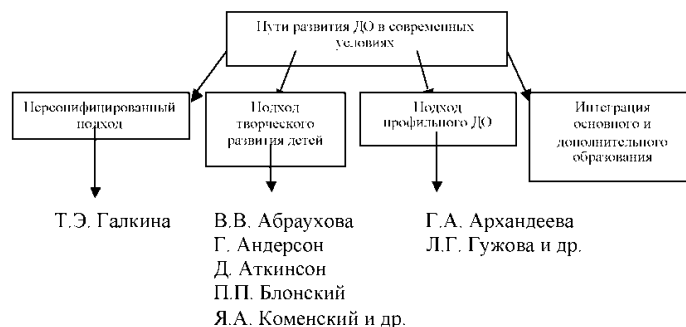 Пути развития ДО в современных
условиях
Персонифицированный
подход
Подход
творческого
развития детей
Подход
профильного ДО
Интеграция
основного и
дополнительного
образования
Т.Э. Галкина
В.В. Абраухова
Г. Андерсон
Д. Аткинсон
П.П. Блонский
Я.А. Коменский и др.
Г.А. Архандеева
Л.Г. Гужова и др.